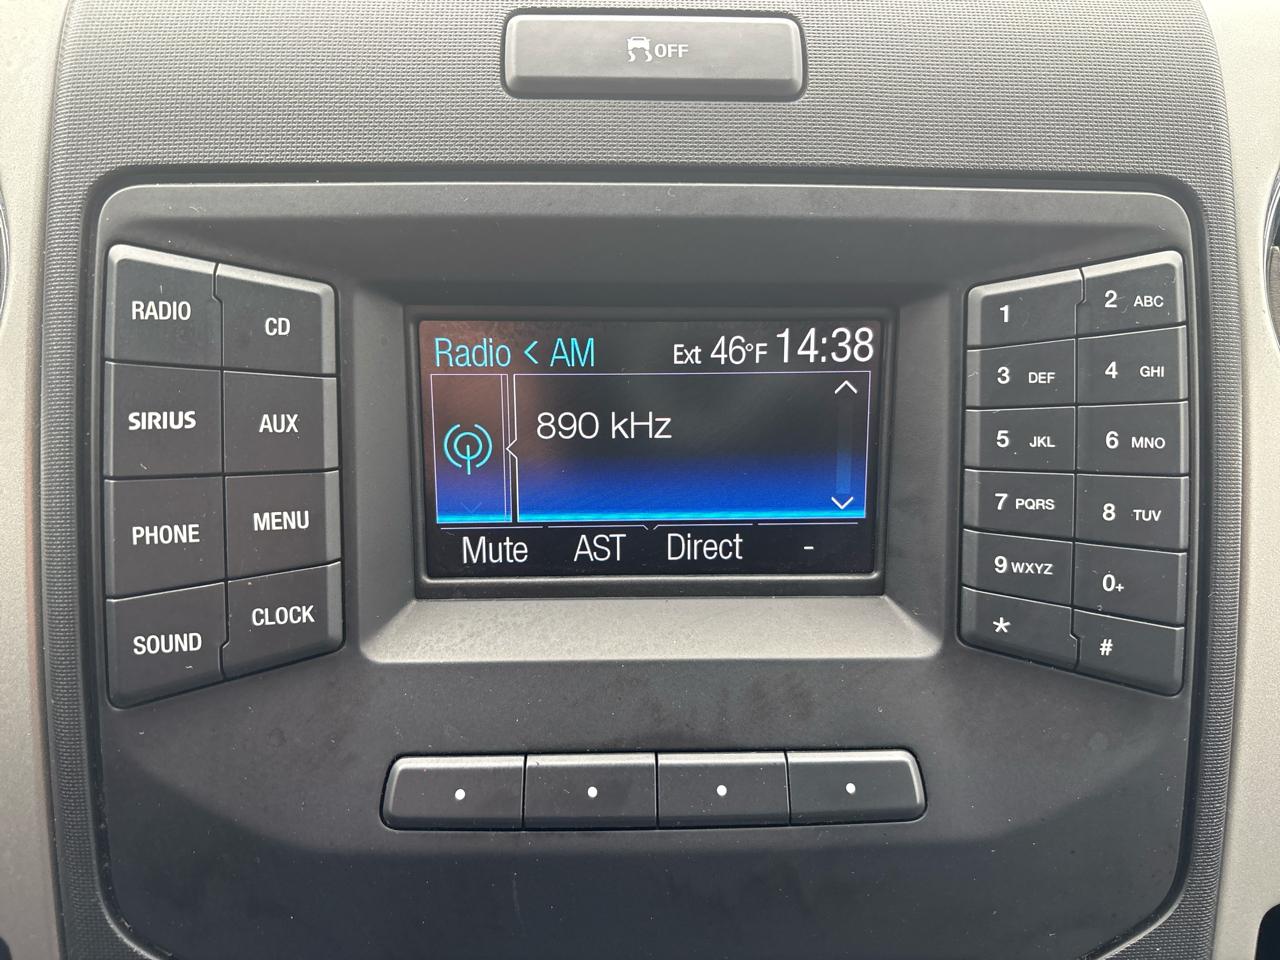 OFF
RADIO
CD
SIRIUS
AUX
PHONE
MENU
SOUND
CLOCK
Radio < AM Ext 46°F 14:38
890 kHz
Mute AST Direct -
1
2 ABC
3 DEF
4 GHI
5 JKL
6 MNO
7 PQRS
8 TUV
9 WXYZ
0+
*
#